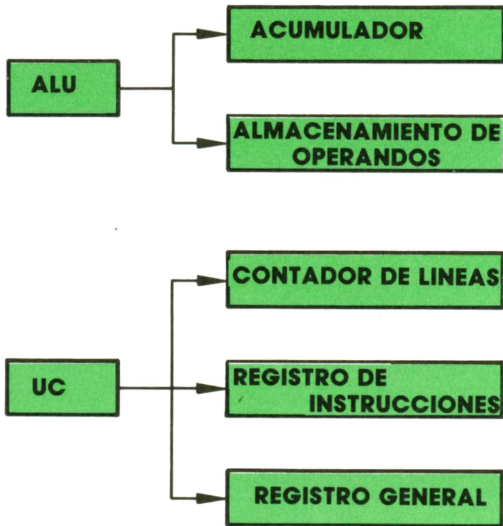 ALU
ACUMULADOR
ALMACENAMIENTO DE
OPERANDOS
UC
CONTADOR DE LINEAS
REGISTRO DE
INSTRUCCIONES
REGISTRO GENERAL